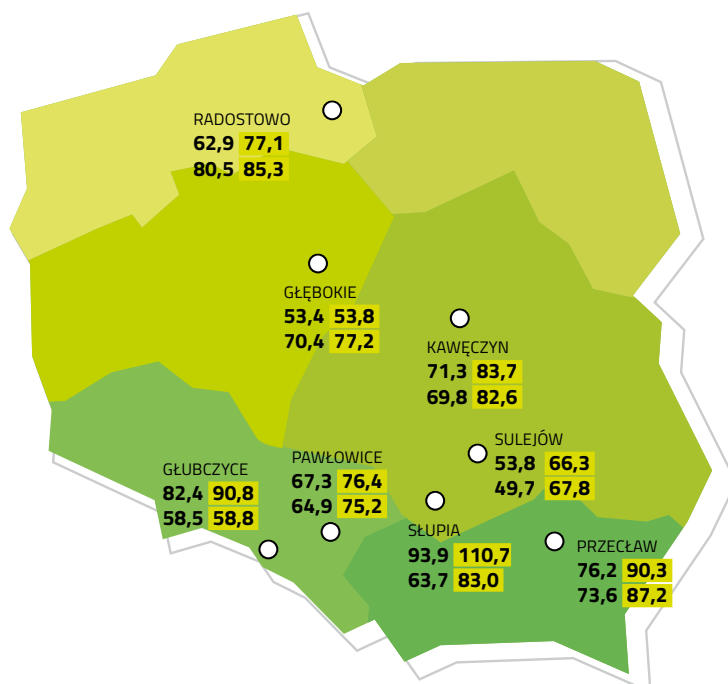 RADOSTOWO
62,9 77,1
80,5 85,3
GŁĘBOKIE
53,4 53,8
70,4 77,2
KAWĘCZYN
71,3 83,7
69,8 82,6
SULEJÓW
53,8 66,3
49,7 67,8
PAWŁOWICE
67,3 76,4
64,9 75,2
GŁUBCZYCE
82,4 90,8
58,5 58,8
SŁUPIA
93,9 110,7
63,7 83,0
PRZECŁAW
76,2 90,3
73,6 87,2